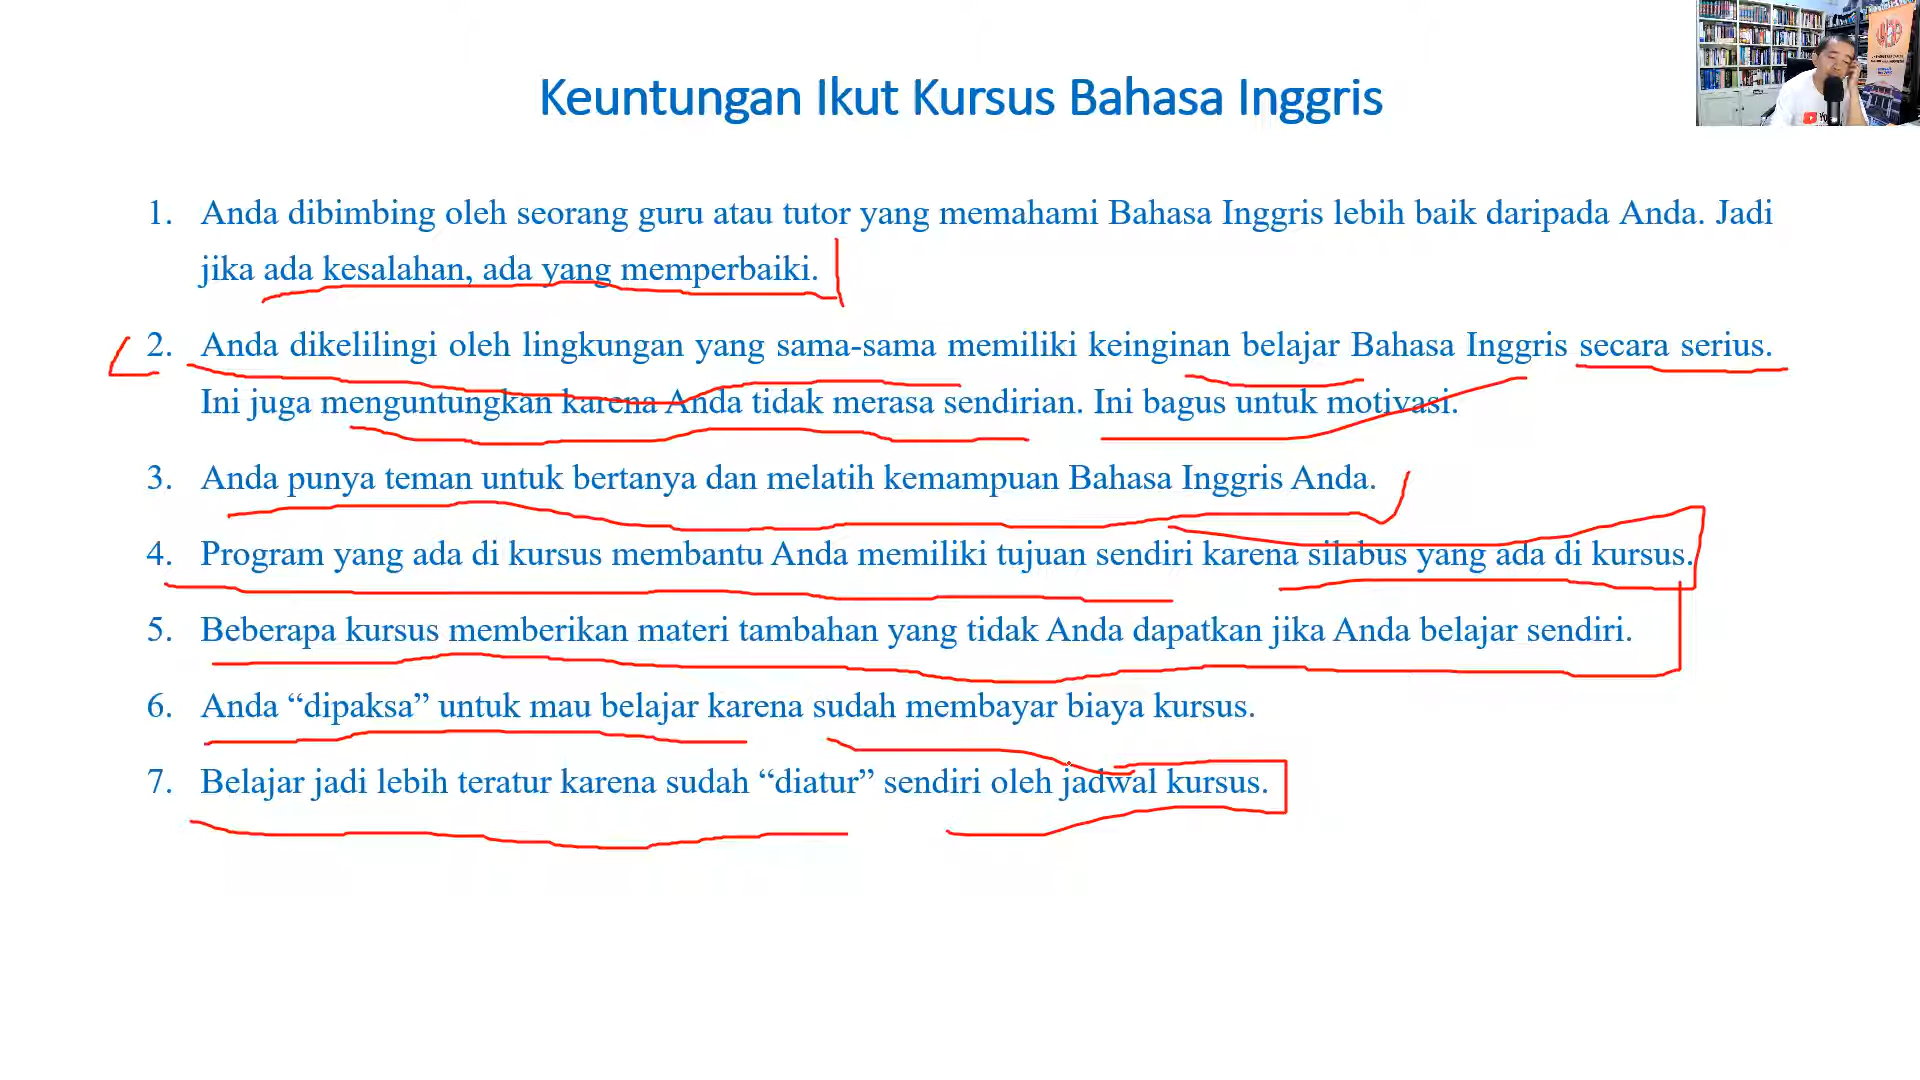 Keuntungan Ikut Kursus Bahasa Inggris
1. Anda dibimbing oleh seorang guru atau tutor yang memahami Bahasa Inggris lebih baik daripada Anda. Jadi
jika ada kesalahan, ada yang memperbaiki.
2. Anda dikelilingi oleh lingkungan yang sama-sama memiliki keinginan belajar Bahasa Inggris secara serius.
Ini juga menguntungkan karena Anda tidak merasa sendirian. Ini bagus untuk motivasi.
3. Anda punya teman untuk bertanya dan melatih kemampuan Bahasa Inggris Anda.
4. Program yang ada di kursus membantu Anda memiliki tujuan sendiri karena silabus yang ada di kursus.
5. Beberapa kursus memberikan materi tambahan yang tidak Anda dapatkan jika Anda belajar sendiri.
6. Anda “dipaksa” untuk mau belajar karena sudah membayar biaya kursus.
7. Belajar jadi lebih teratur karena sudah “diatur” sendiri oleh jadwal kursus.